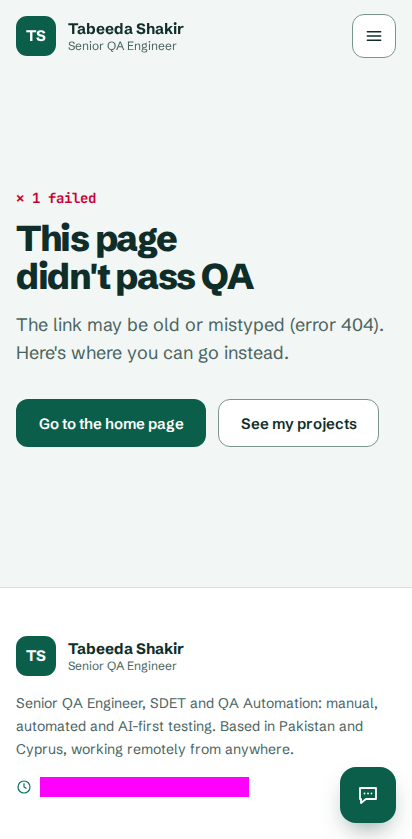 TS
Tabeeda Shakir
Senior QA Engineer
× 1 failed
This page
didn't pass QA
The link may be old or mistyped (error 404).
Here's where you can go instead.
Go to the home page
See my projects
TS
Tabeeda Shakir
Senior QA Engineer
Senior QA Engineer, SDET and QA Automation: manual,
automated and AI-first testing. Based in Pakistan and
Cyprus, working remotely from anywhere.